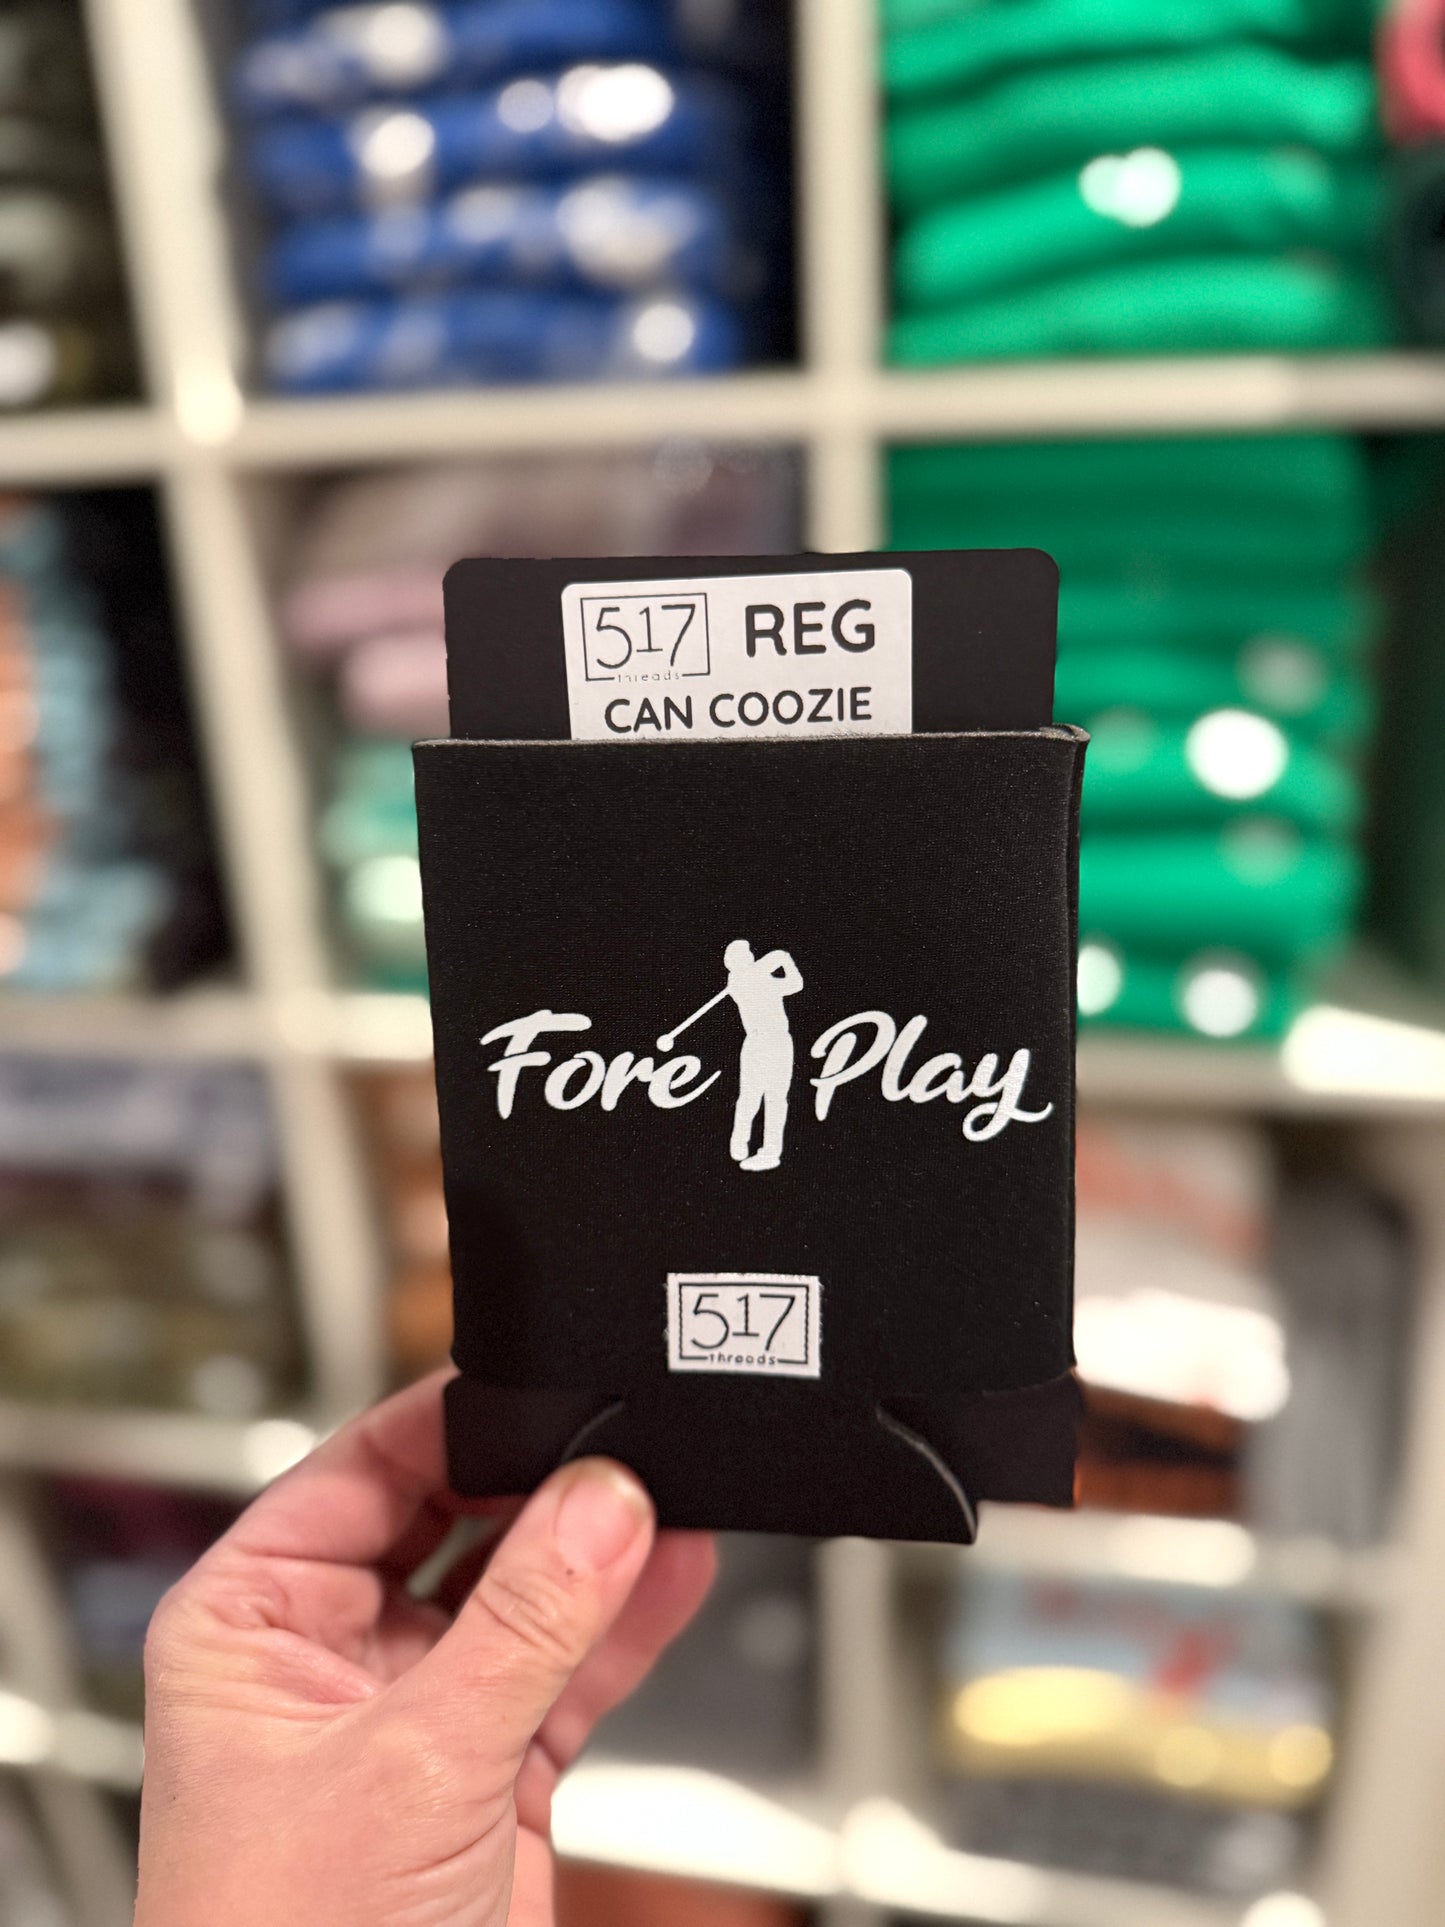 517 REG
threads
CAN COOZIE
Fore Play
517
threads